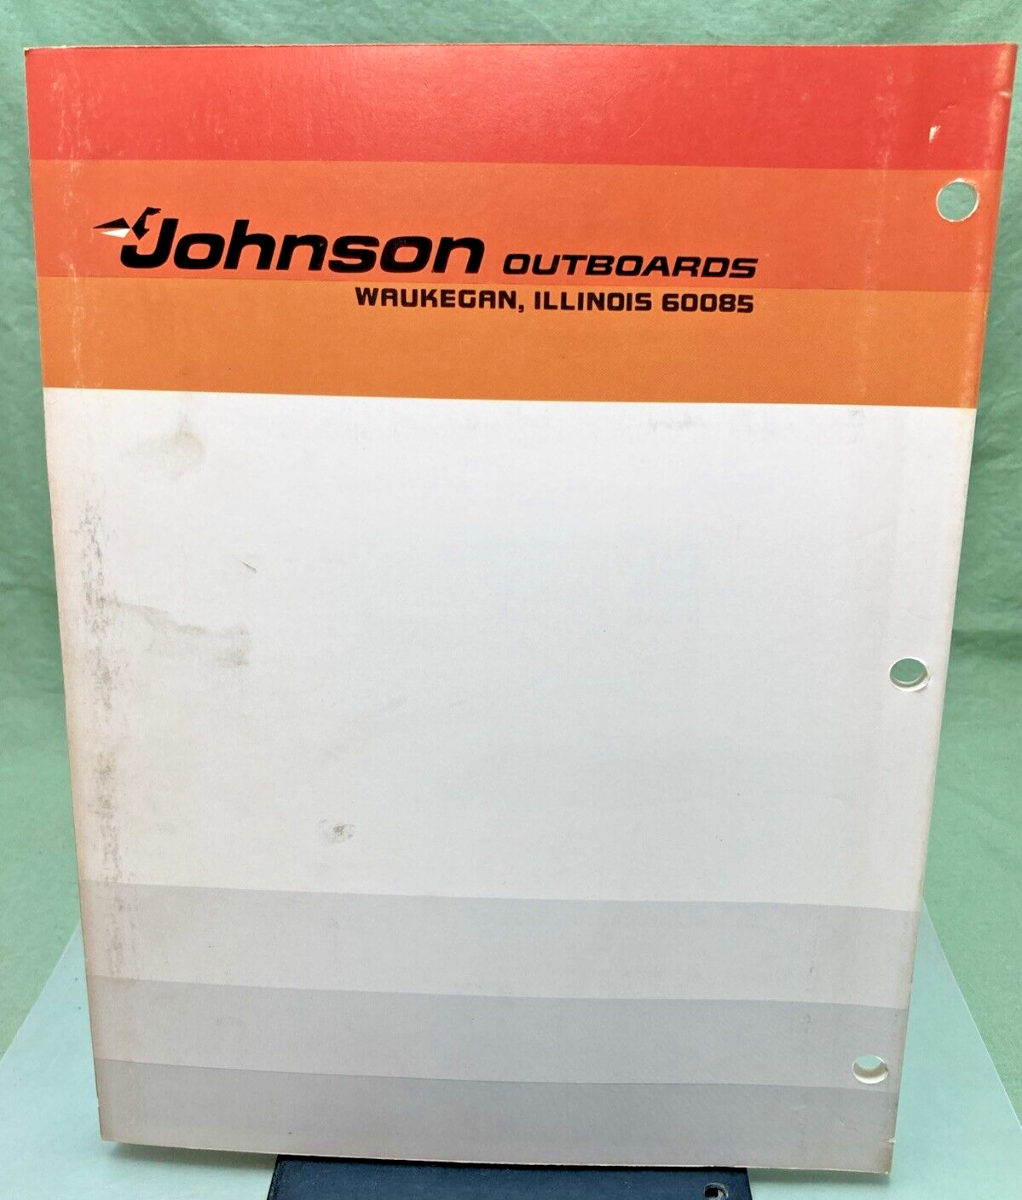 Johnson OUTBOARDS
WAUKEGAN, ILLINOIS 60085